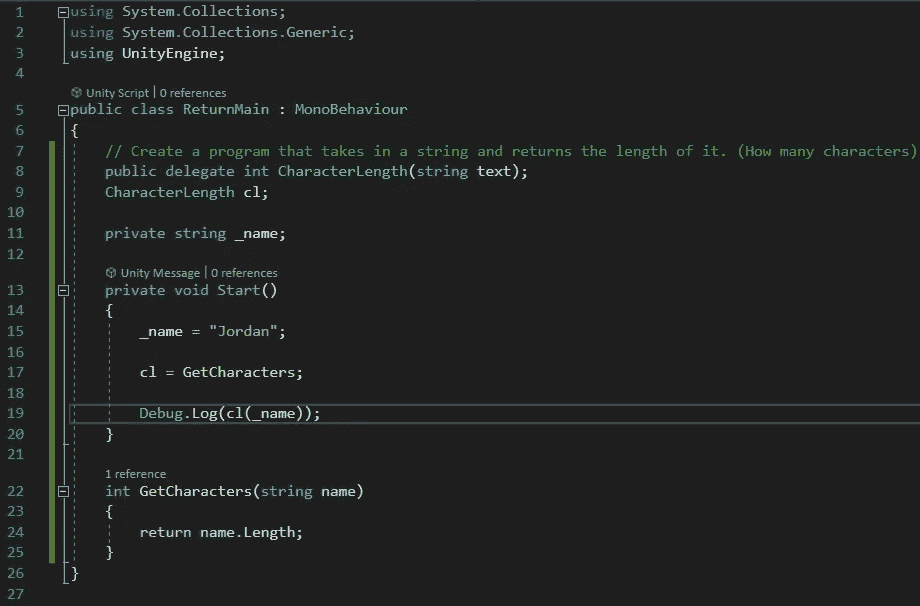 1 using System.Collections;
2 using System.Collections.Generic;
3 using UnityEngine;
4
Unity Script | 0 references
5 public class ReturnMain : MonoBehaviour
6 {
7 // Create a program that takes in a string and returns the length of it. (How many characters)
8 public delegate int CharacterLength(string text);
9 CharacterLength cl;
10
11 private string _name;
12
Unity Message | 0 references
13 private void Start()
14 {
15 _name = "Jordan";
16
17 cl = GetCharacters;
18
19 Debug.Log(cl(_name));
20 }
21
1 reference
22 int GetCharacters(string name)
23 {
24 return name.Length;
25 }
26 }
27